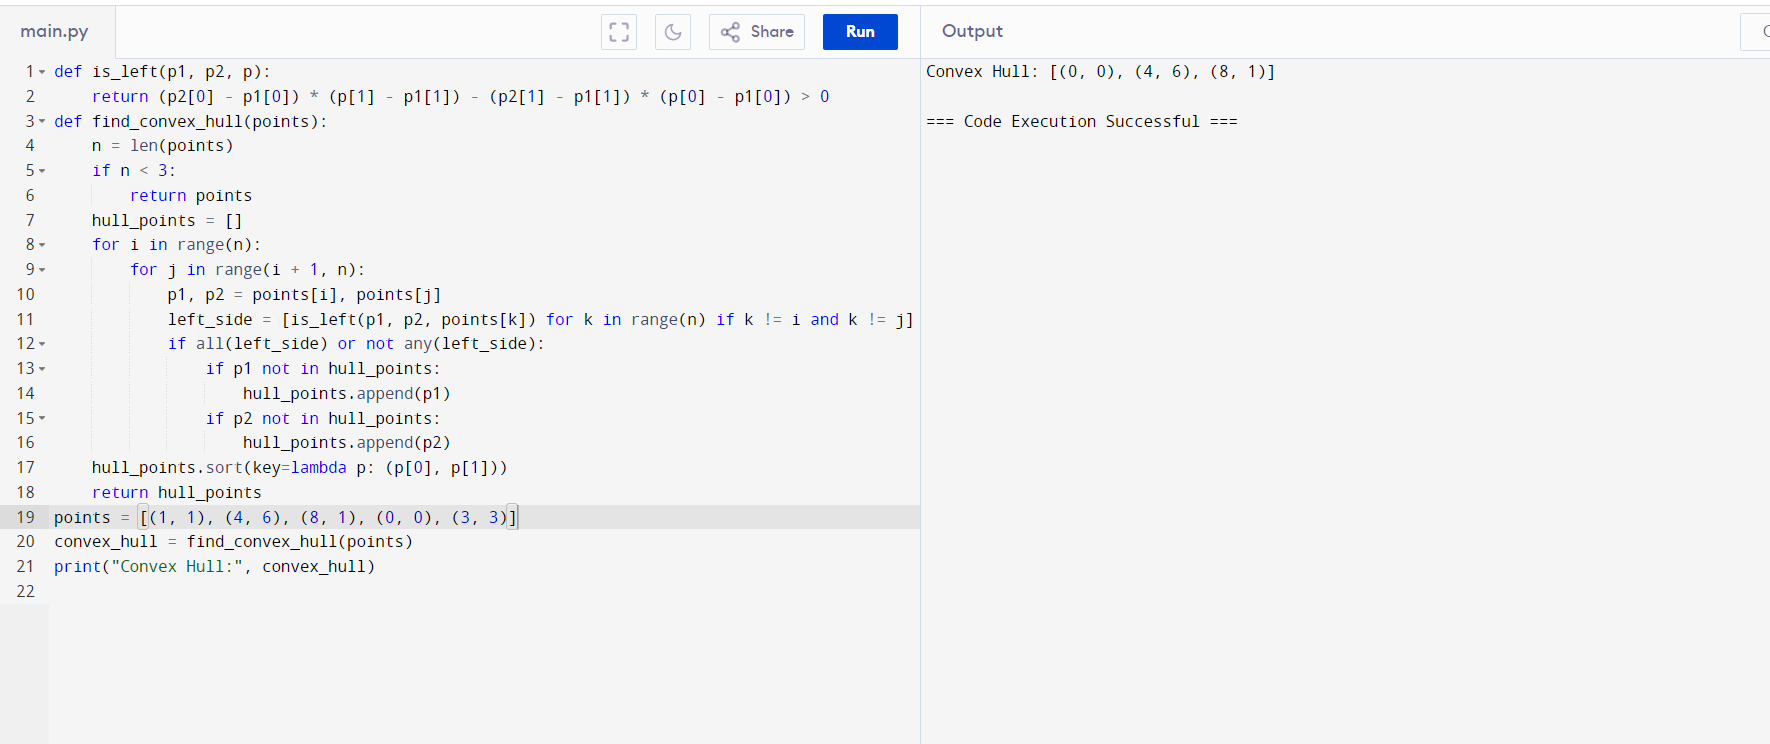 main.py
Share
Run
Output
1 def is_left(p1, p2, p):
2     return (p2[0] - p1[0]) * (p[1] - p1[1]) - (p2[1] - p1[1]) * (p[0] - p1[0]) > 0
3 def find_convex_hull(points):
4     n = len(points)
5     if n < 3:
6         return points
7     hull_points = []
8     for i in range(n):
9         for j in range(i + 1, n):
10             p1, p2 = points[i], points[j]
11             left_side = [is_left(p1, p2, points[k]) for k in range(n) if k != i and k != j]
12             if all(left_side) or not any(left_side):
13                 if p1 not in hull_points:
14                     hull_points.append(p1)
15                 if p2 not in hull_points:
16                     hull_points.append(p2)
17     hull_points.sort(key=lambda p: (p[0], p[1]))
18     return hull_points
19 points = [(1, 1), (4, 6), (8, 1), (0, 0), (3, 3)]
20 convex_hull = find_convex_hull(points)
21 print("Convex Hull:", convex_hull)
22
Convex Hull: [(0, 0), (4, 6), (8, 1)]
=== Code Execution Successful ===